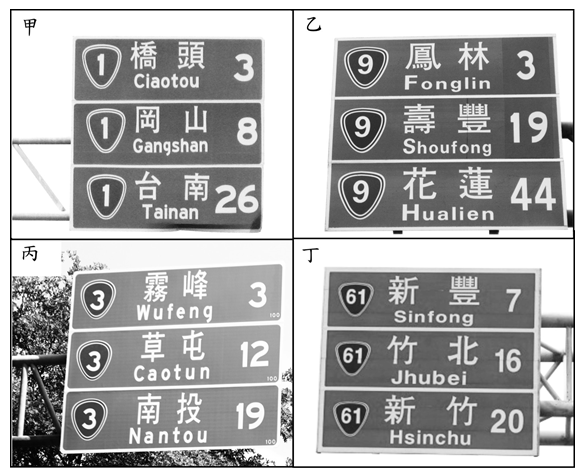 甲
1 橋頭 3
Ciaotou
1 岡山 8
Gangshan
1 台南 26
Tainan
乙
9 鳳林 3
Fonglin
9 壽豐 19
Shoufong
9 花蓮 44
Hualien
丙
3 霧峰 3
Wufeng
100
3 草屯 12
Caotun
100
3 南投 19
Nantou
100
丁
61 新豐 7
Sinfong
61 竹北 16
Jhubei
61 新竹 20
Hsinchu